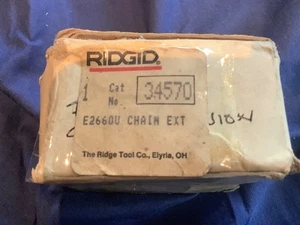 RIDGID
1 Cat No. 34570
E2660U CHAIN EXT
The Ridge Tool Co., Elyria, OH